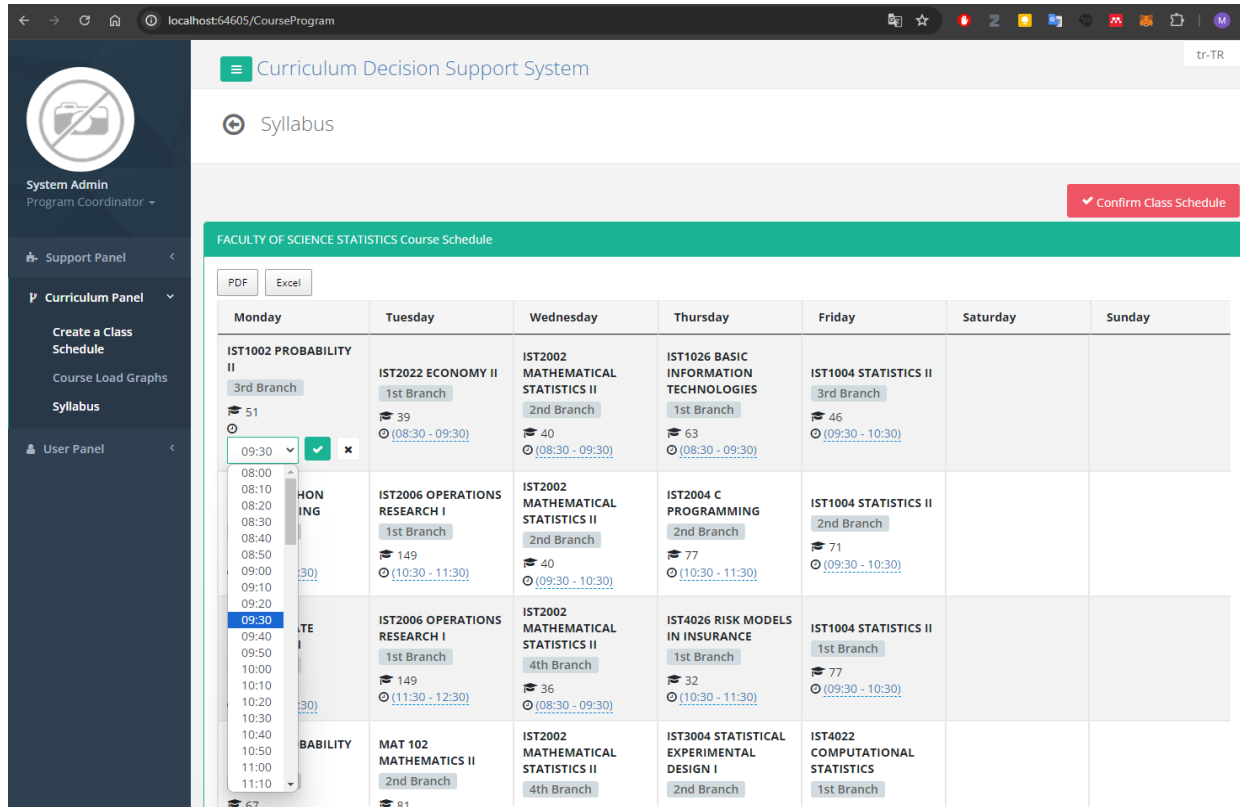 localhost:64605/CourseProgram
Z
M
tr-TR
Curriculum Decision Support System
Syllabus
System Admin
Program Coordinator
Support Panel
Curriculum Panel
Create a Class
Schedule
Course Load Graphs
Syllabus
User Panel
Confirm Class Schedule
FACULTY OF SCIENCE STATISTICS Course Schedule
PDF Excel
Monday Tuesday Wednesday Thursday Friday Saturday Sunday
IST1002 PROBABILITY
II
3rd Branch
51
09:30
IST2022 ECONOMY II
1st Branch
39
(08:30 - 09:30)
IST2002
MATHEMATICAL
STATISTICS II
2nd Branch
40
(08:30 - 09:30)
IST1026 BASIC
INFORMATION
TECHNOLOGIES
1st Branch
63
(08:30 - 09:30)
IST1004 STATISTICS II
3rd Branch
46
(09:30 - 10:30)
08:00
08:10
08:20
08:30
08:40
08:50
09:00
09:10
09:20
09:30
09:40
09:50
10:00
10:10
10:20
10:30
10:40
10:50
11:00
11:10
HON
ING
:30)
IST2006 OPERATIONS
RESEARCH I
1st Branch
149
(10:30 - 11:30)
IST2002
MATHEMATICAL
STATISTICS II
2nd Branch
40
(09:30 - 10:30)
IST2004 C
PROGRAMMING
2nd Branch
77
(10:30 - 11:30)
IST1004 STATISTICS II
2nd Branch
71
(09:30 - 10:30)
TE
:30)
IST2006 OPERATIONS
RESEARCH I
1st Branch
149
(11:30 - 12:30)
IST2002
MATHEMATICAL
STATISTICS II
4th Branch
36
(08:30 - 09:30)
IST4026 RISK MODELS
IN INSURANCE
1st Branch
32
(10:30 - 11:30)
IST1004 STATISTICS II
1st Branch
77
(09:30 - 10:30)
BABILITY
67
MAT 102
MATHEMATICS II
2nd Branch
81
IST2002
MATHEMATICAL
STATISTICS II
4th Branch
IST3004 STATISTICAL
EXPERIMENTAL
DESIGN I
2nd Branch
IST4022
COMPUTATIONAL
STATISTICS
1st Branch